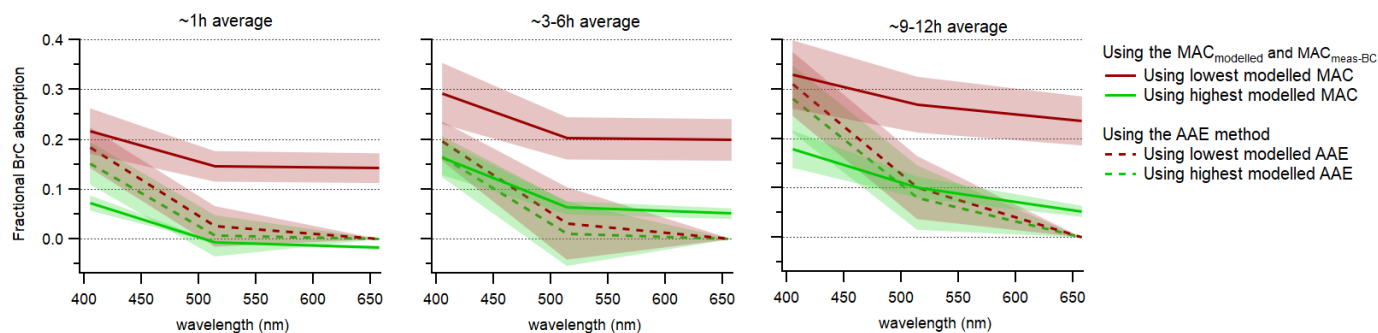 ~1h average
~3-6h average
~9-12h average
Fractional BrC absorption
0.4
0.3
0.2
0.1
0.0
400 450 500 550 600 650
wavelength (nm)
400 450 500 550 600 650
wavelength (nm)
400 450 500 550 600 650
wavelength (nm)
Using the MACmodelled and MACmeas-BC
Using lowest modelled MAC
Using highest modelled MAC
Using the AAE method
Using lowest modelled AAE
Using highest modelled AAE